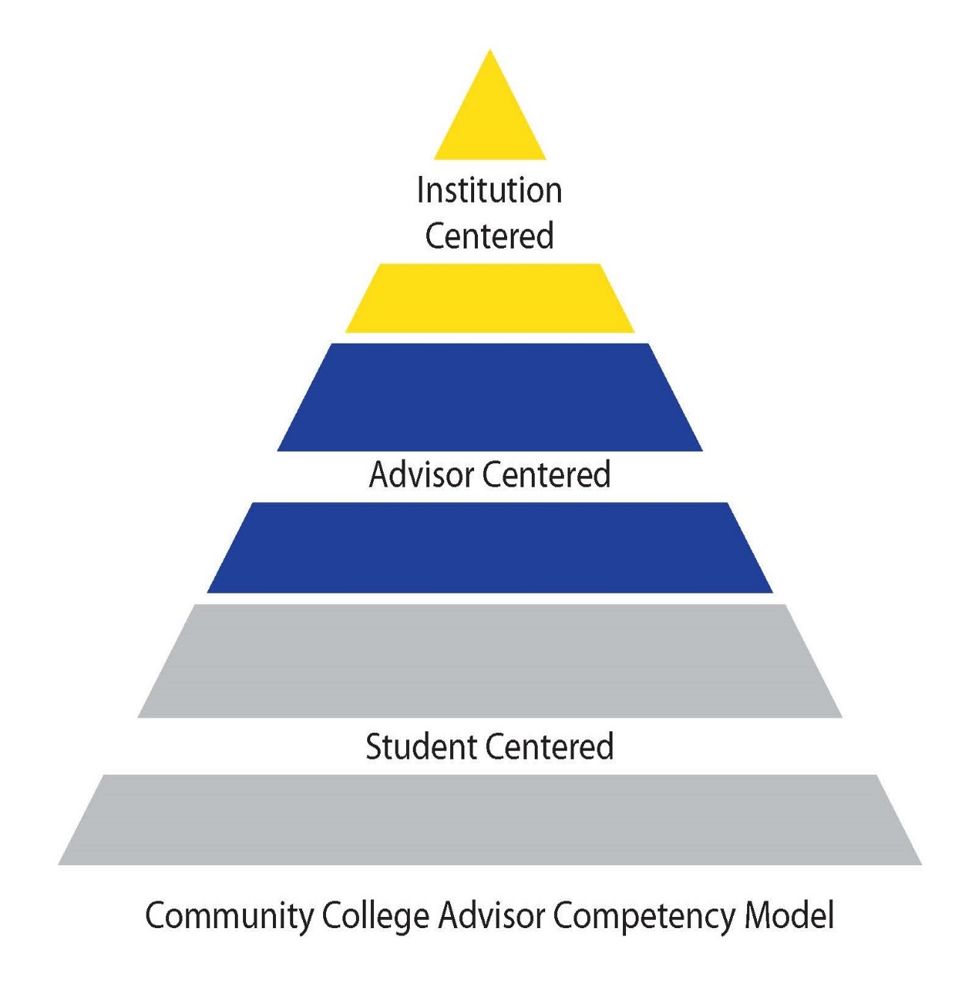 Institution
Centered
Advisor Centered
Student Centered
Community College Advisor Competency Model